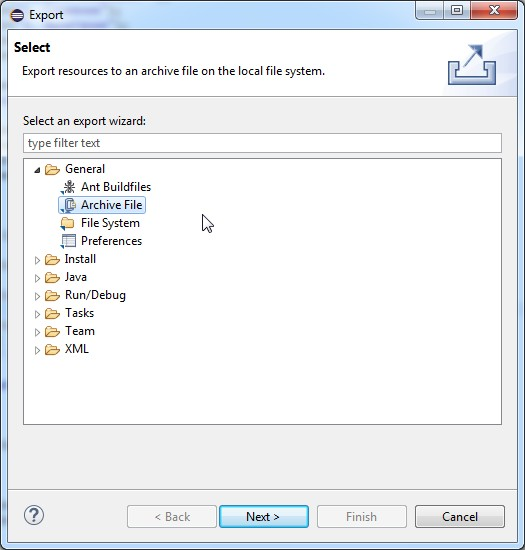 Export
Select
Export resources to an archive file on the local file system.
Select an export wizard:
type filter text
General
Ant Buildfiles
Archive File
File System
Preferences
Install
Java
Run/Debug
Tasks
Team
XML
?
< Back
Next >
Finish
Cancel